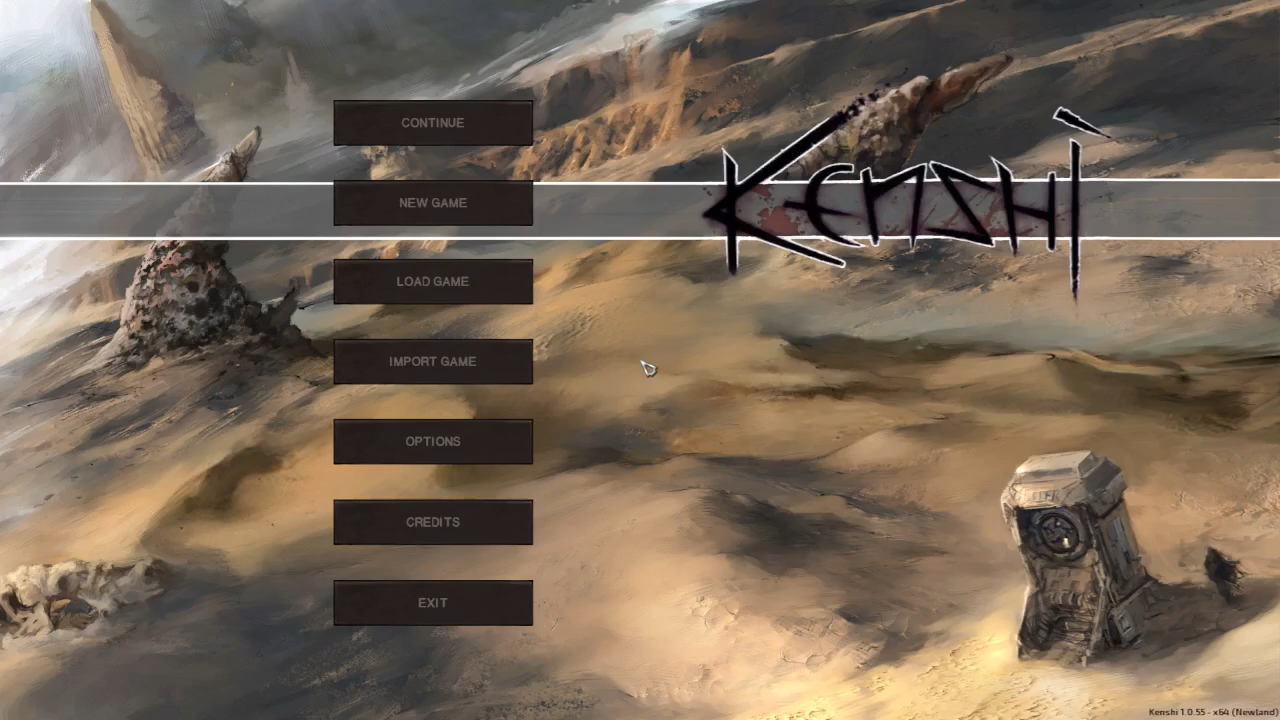 CONTINUE
NEW GAME
KENSHI
LOAD GAME
IMPORT GAME
OPTIONS
CREDITS
EXIT
Kenshi 1.0.55 - x64 (Newland)